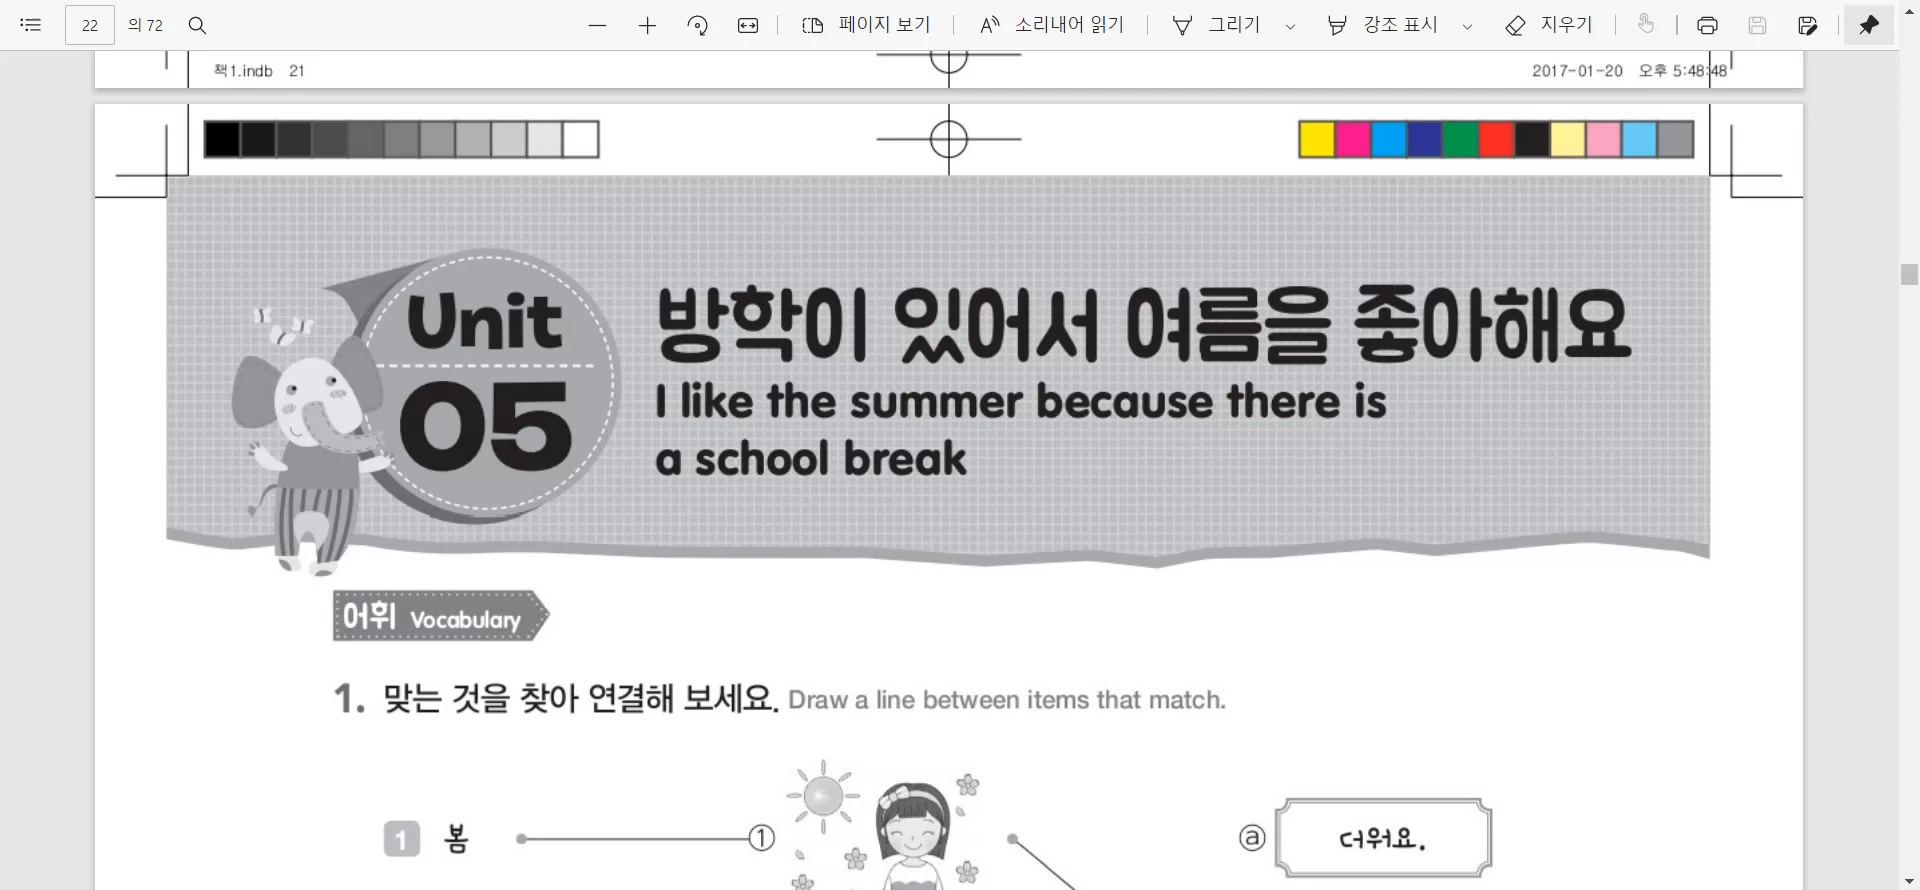 22 의 72 페이지 보기 소리내어 읽기 그리기 강조 표시 지우기
책1.indb 21 2017-01-20 오후 5:48:48
Unit
05
방학이 있어서 여름을 좋아해요
I like the summer because there is
a school break
어휘 Vocabulary
1. 맞는 것을 찾아 연결해 보세요. Draw a line between items that match.
1 봄 ① ⓐ 더워요.